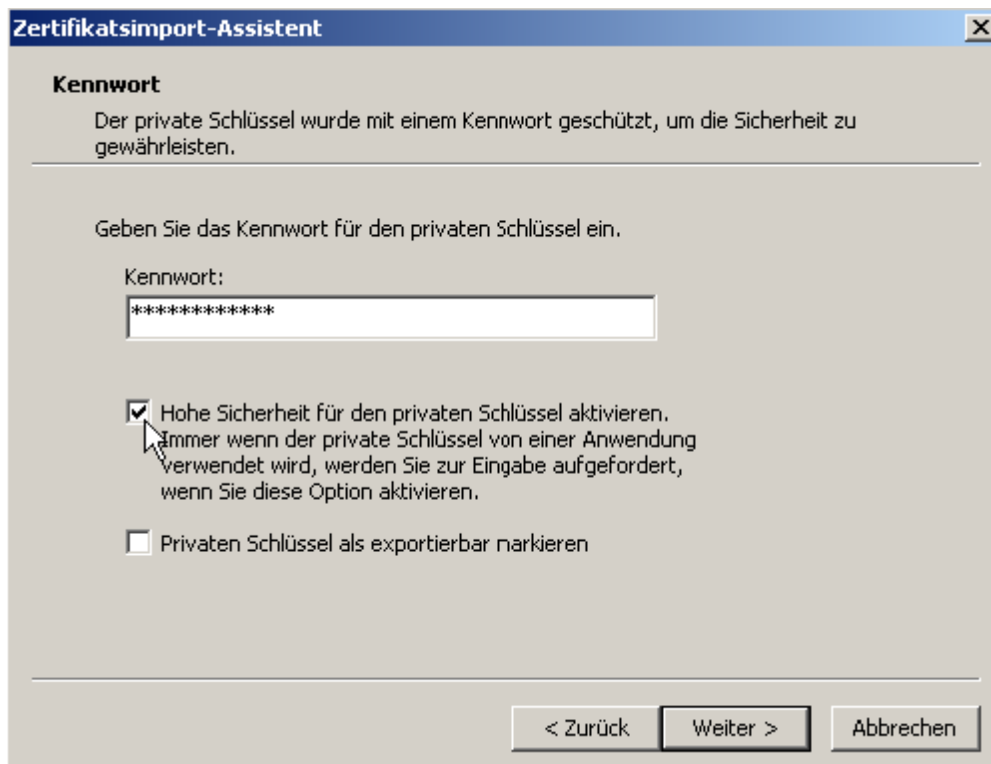 Zertifikatsimport-Assistent
Kennwort
Der private Schlüssel wurde mit einem Kennwort geschützt, um die Sicherheit zu
gewährleisten.
Geben Sie das Kennwort für den privaten Schlüssel ein.
Kennwort:
************
Hohe Sicherheit für den privaten Schlüssel aktivieren.
Immer wenn der private Schlüssel von einer Anwendung
verwendet wird, werden Sie zur Eingabe aufgefordert,
wenn Sie diese Option aktivieren.
Privaten Schlüssel als exportierbar narkieren
< Zurück
Weiter >
Abbrechen